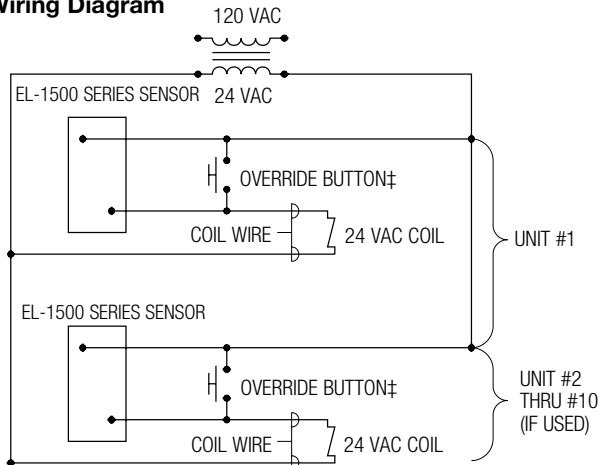 Wiring Diagram
120 VAC
EL-1500 SERIES SENSOR
24 VAC
OVERRIDE BUTTON‡
COIL WIRE
24 VAC COIL
UNIT #1
EL-1500 SERIES SENSOR
OVERRIDE BUTTON‡
COIL WIRE
24 VAC COIL
UNIT #2
THRU #10
(IF USED)